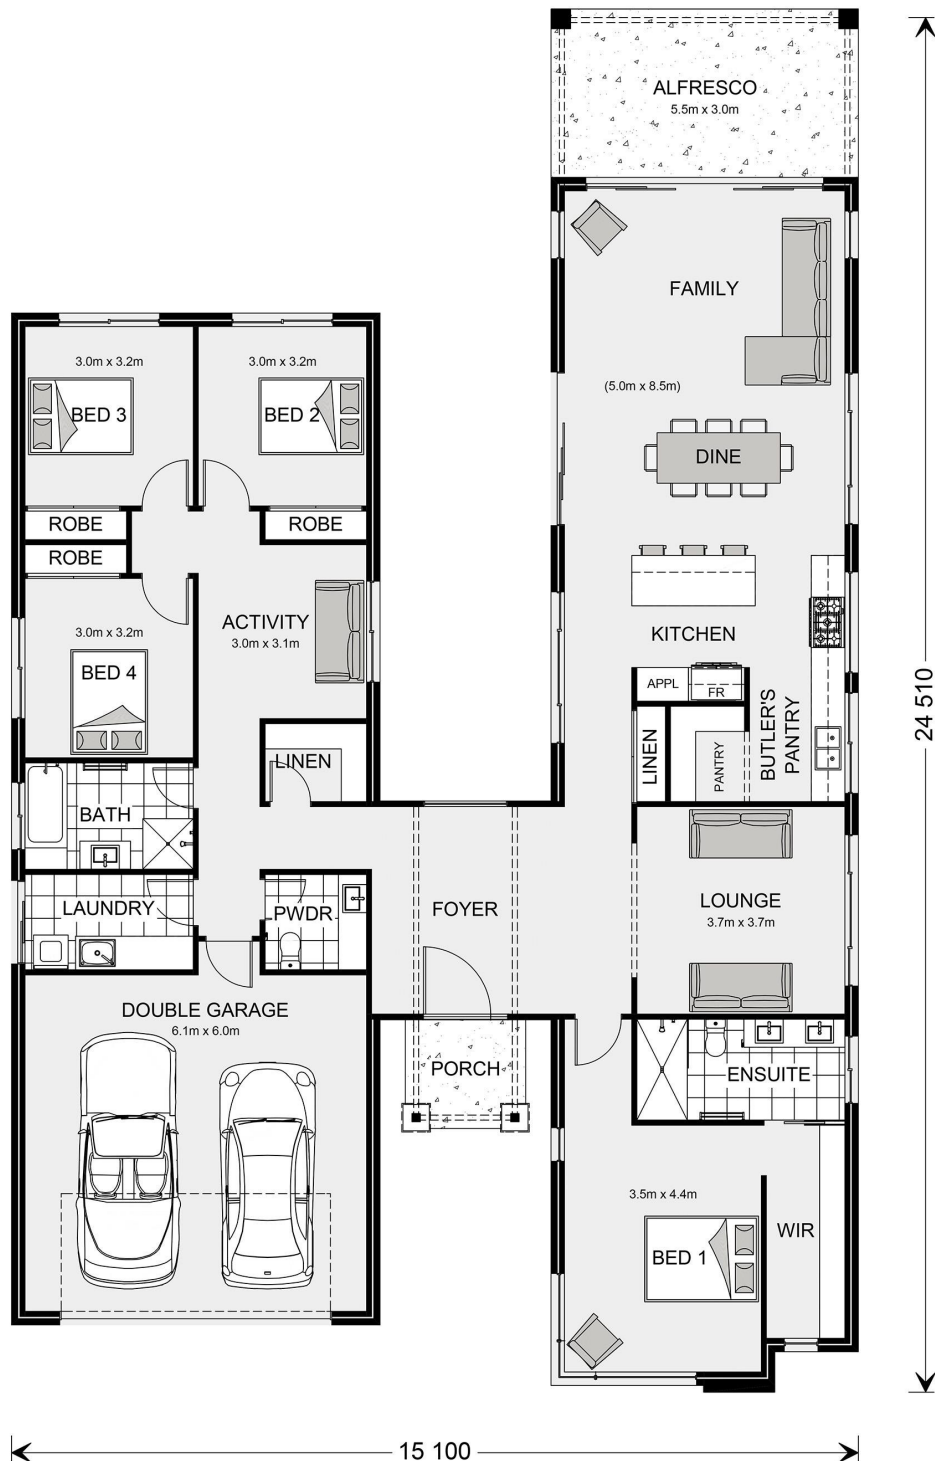 ALFRESCO
5.5m x 3.0m
FAMILY
(5.0m x 8.5m)
DINE
KITCHEN
APPL
FR
LINEN
PANTRY
BUTLER'S
PANTRY
3.0m x 3.2m
BED 3
3.0m x 3.2m
BED 2
ROBE
ROBE
ROBE
3.0m x 3.2m
BED 4
ACTIVITY
3.0m x 3.1m
LINEN
BATH
LAUNDRY
PWDR
FOYER
LOUNGE
3.7m x 3.7m
DOUBLE GARAGE
6.1m x 6.0m
PORCH
ENSUITE
3.5m x 4.4m
BED 1
WIR
24 510
15 100